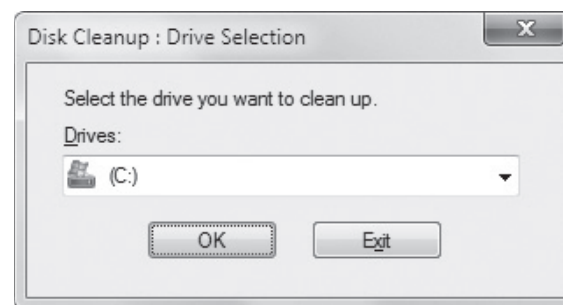 Disk Cleanup : Drive Selection
Select the drive you want to clean up.
Drives:
(C:)
OK
Exit